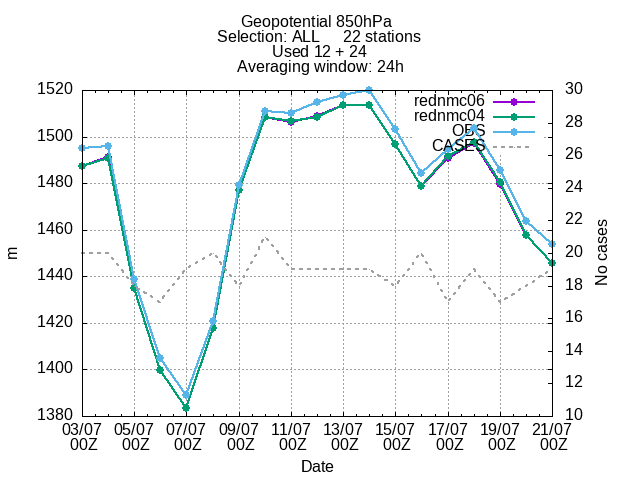 Geopotential 850hPa
Selection: ALL 22 stations
Used 12 + 24
Averaging window: 24h
1520
1500
1480
1460
1440
1420
1400
1380
m
30
28
26
24
22
20
18
16
14
12
10
No cases
rednmc06
rednmc04
OBS
CASES
03/07 05/07 07/07 09/07 11/07 13/07 15/07 17/07 19/07 21/07
00Z 00Z 00Z 00Z 00Z 00Z 00Z 00Z 00Z 00Z
Date